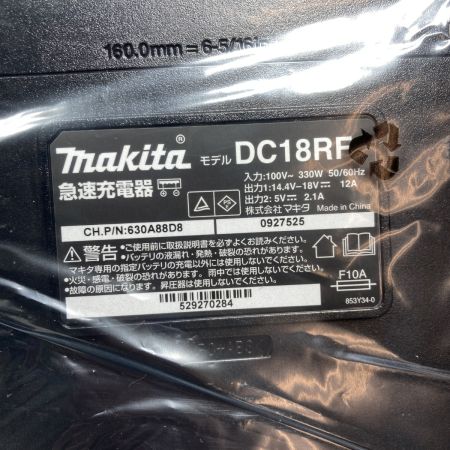 160.0mm = 6-5/16
makita® モデル DC18RF
急速充電器
入力:100V~ 330W 50/60Hz
出力1:14.4V⎓18V⎓ 12A
出力2:5V⎓ 2.1A
株式会社マキタ Made in China
CH.P/N:630A88D8
0927525
⚠警告 •ご使用前に取扱説明書を必ずよくお読みください。
•バッテリの液漏れ・発熱・破裂の恐れがありますので、
マキタ専用の指定バッテリの充電以外には使用しないでください。
•火災・感電・破裂の恐れがあります。雨中では使用しないでください。
•故障の原因になります。昇圧器は使用しないでください。
F10A
853Y34-0
529270284